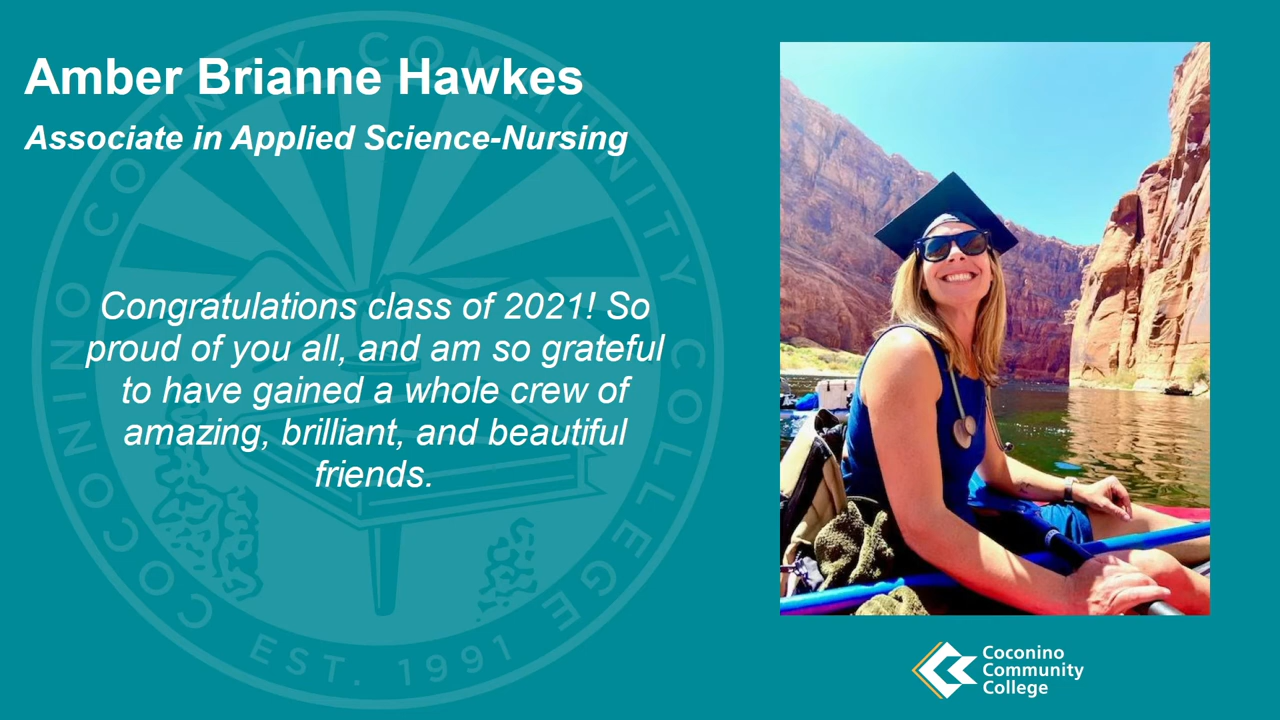 Amber Brianne Hawkes
Associate in Applied Science-Nursing
Congratulations class of 2021! So
proud of you all, and am so grateful
to have gained a whole crew of
amazing, brilliant, and beautiful
friends.
COCONINO COUNTY COMMUNITY COLLEGE
EST. 1991
Coconino
Community
College